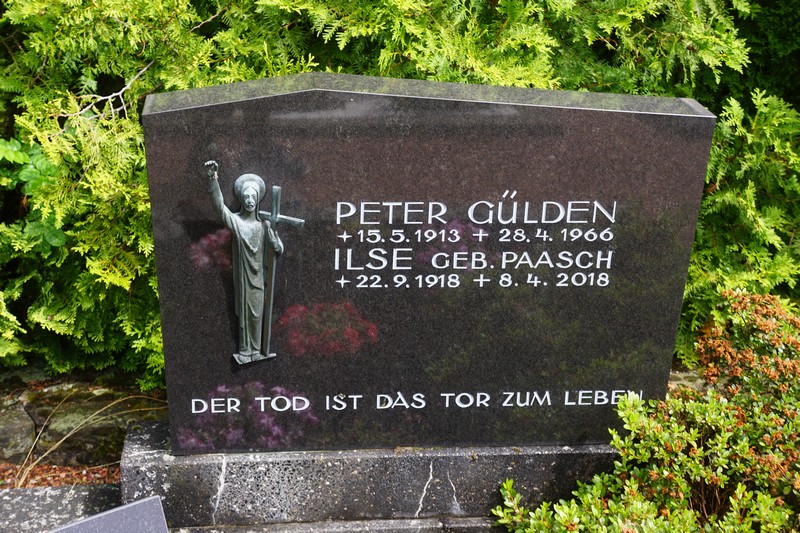 PETER GÜLDEN
+ 15. 5. 1913 + 28. 4. 1966
ILSE GEB. PAASCH
+ 22. 9. 1918 + 8. 4. 2018
DER TOD IST DAS TOR ZUM LEBEN